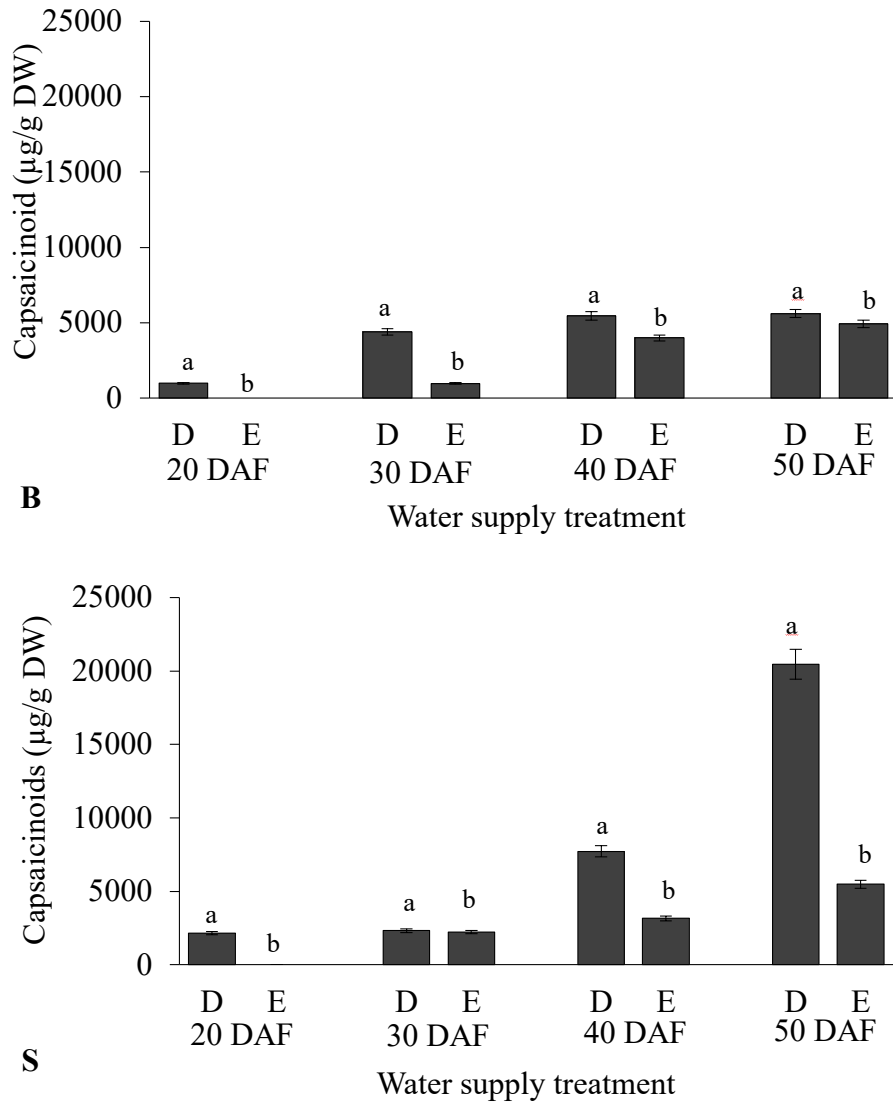 Capsaicinoid (µg/g DW)
25000
20000
15000
10000
5000
0
a b a b a b a b
D E D E D E D E
20 DAF 30 DAF 40 DAF 50 DAF
B
Water supply treatment
Capsaicinoids (µg/g DW)
25000
20000
15000
10000
5000
0
a b a b a b a b
D E D E D E D E
20 DAF 30 DAF 40 DAF 50 DAF
S
Water supply treatment